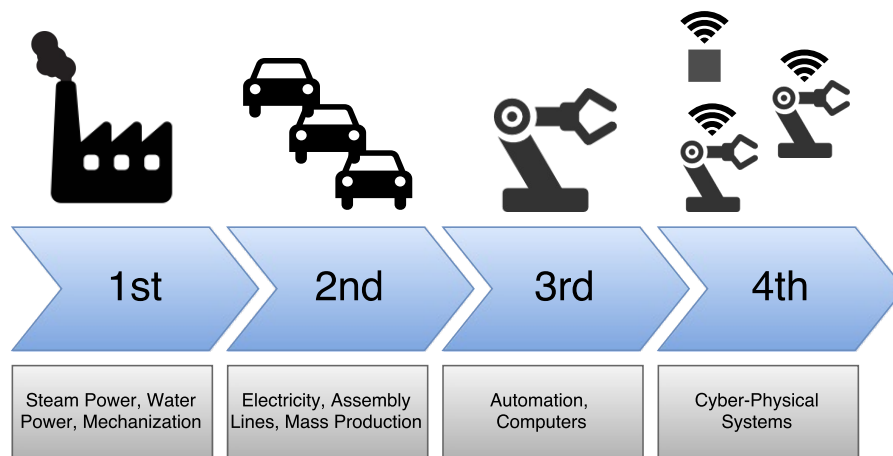 1st
2nd
3rd
4th
Steam Power, Water
Power, Mechanization
Electricity, Assembly
Lines, Mass Production
Automation,
Computers
Cyber-Physical
Systems